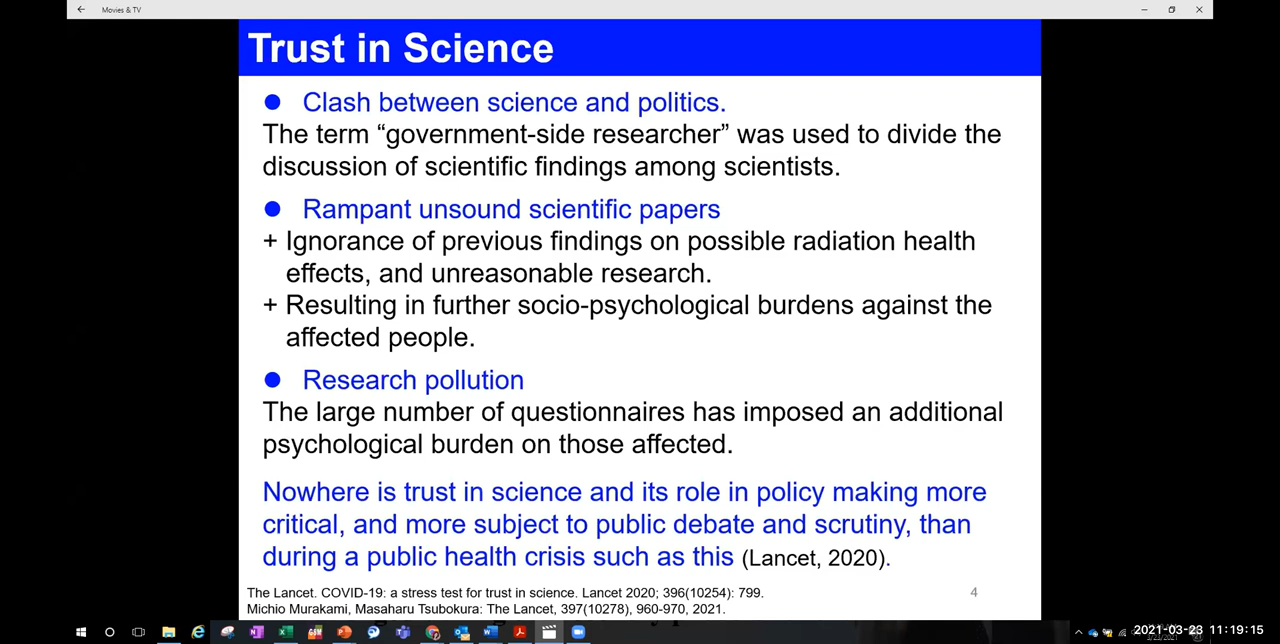 Movies & TV
Trust in Science
Clash between science and politics.
The term “government-side researcher” was used to divide the
discussion of scientific findings among scientists.
Rampant unsound scientific papers
+ Ignorance of previous findings on possible radiation health
effects, and unreasonable research.
+ Resulting in further socio-psychological burdens against the
affected people.
Research pollution
The large number of questionnaires has imposed an additional
psychological burden on those affected.
Nowhere is trust in science and its role in policy making more
critical, and more subject to public debate and scrutiny, than
during a public health crisis such as this (Lancet, 2020).
The Lancet. COVID-19: a stress test for trust in science. Lancet 2020; 396(10254): 799.
4
Michio Murakami, Masaharu Tsubokura: The Lancet, 397(10278), 960-970, 2021.
2021-03-23 11:19:15